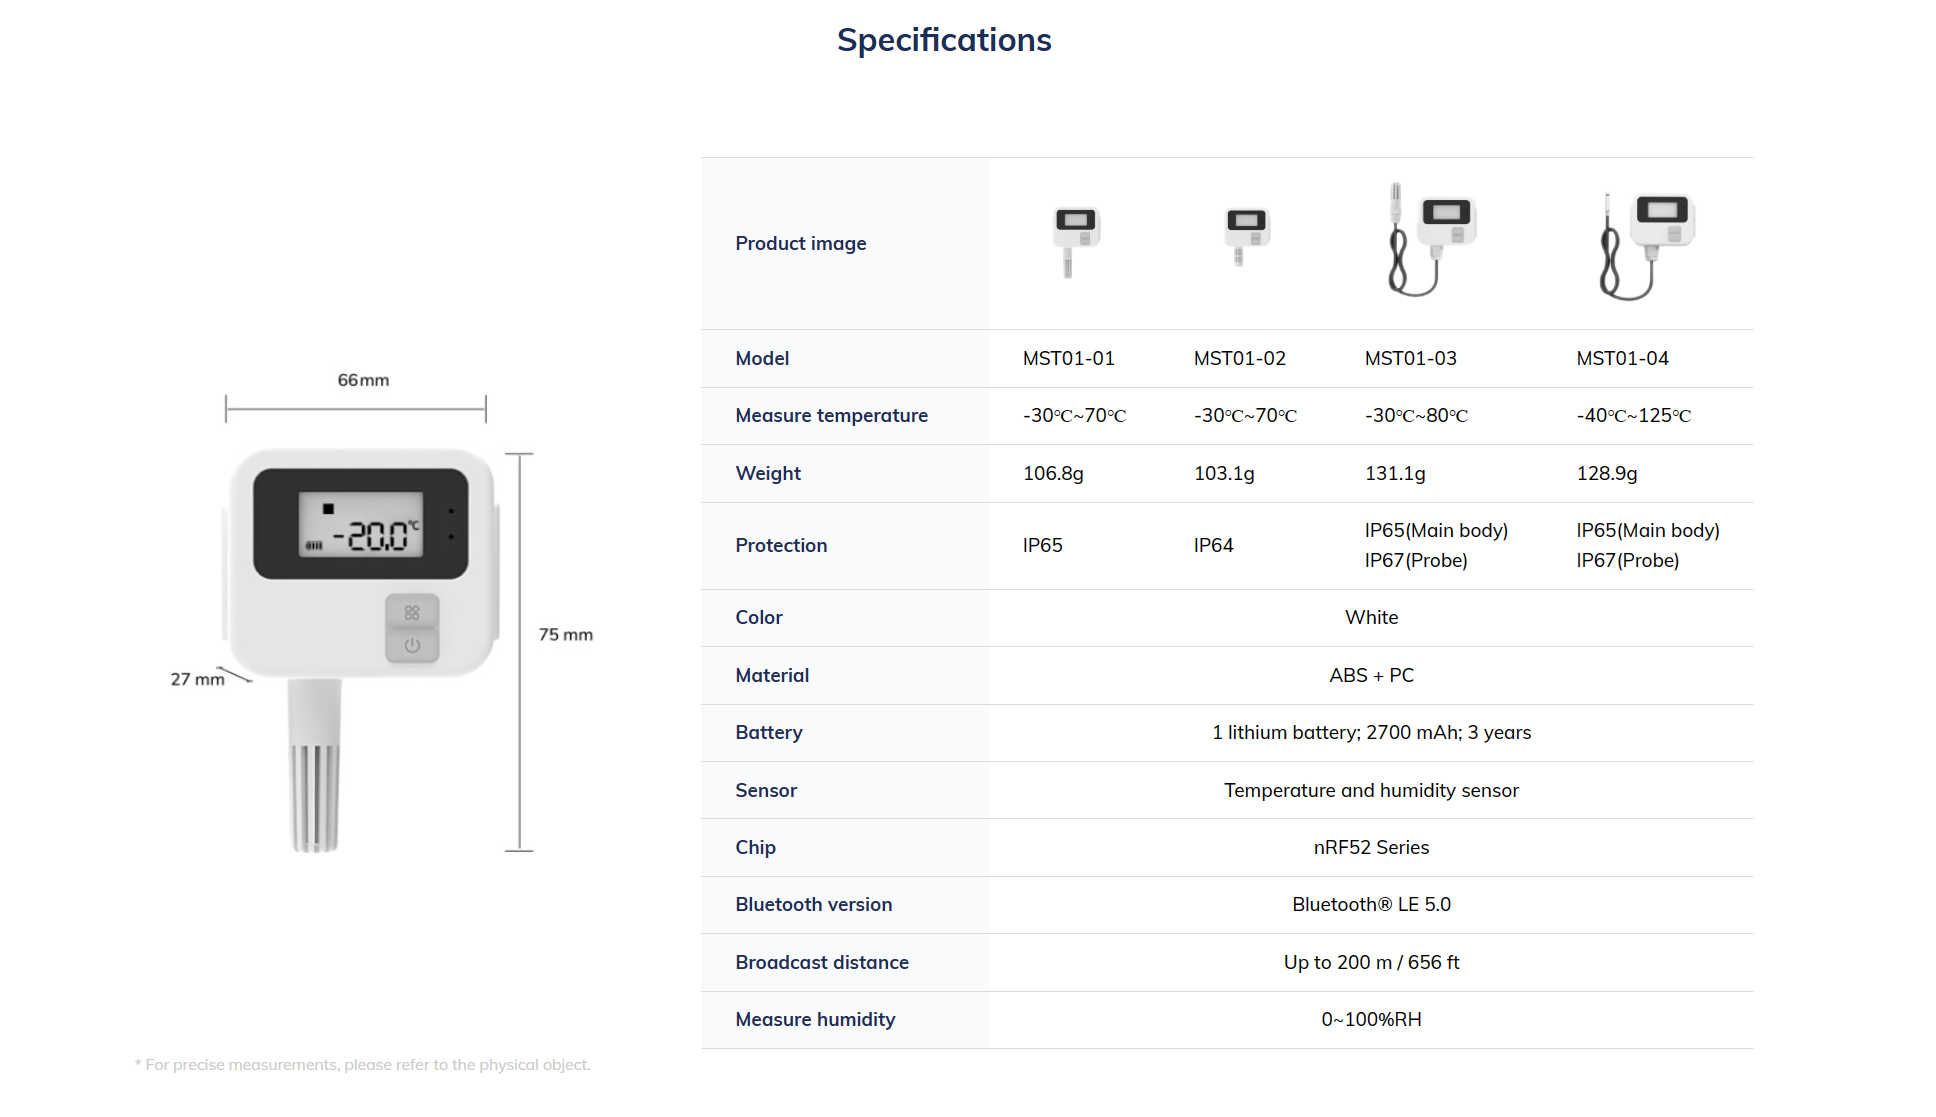 Specifications
66mm
-20.0℃
75 mm
27 mm
* For precise measurements, please refer to the physical object.
Product image
Model MST01-01 MST01-02 MST01-03 MST01-04
Measure temperature -30℃~70℃ -30℃~70℃ -30℃~80℃ -40℃~125℃
Weight 106.8g 103.1g 131.1g 128.9g
Protection IP65 IP64 IP65(Main body) IP65(Main body)
IP67(Probe) IP67(Probe)
Color White
Material ABS + PC
Battery 1 lithium battery; 2700 mAh; 3 years
Sensor Temperature and humidity sensor
Chip nRF52 Series
Bluetooth version Bluetooth® LE 5.0
Broadcast distance Up to 200 m / 656 ft
Measure humidity 0~100%RH